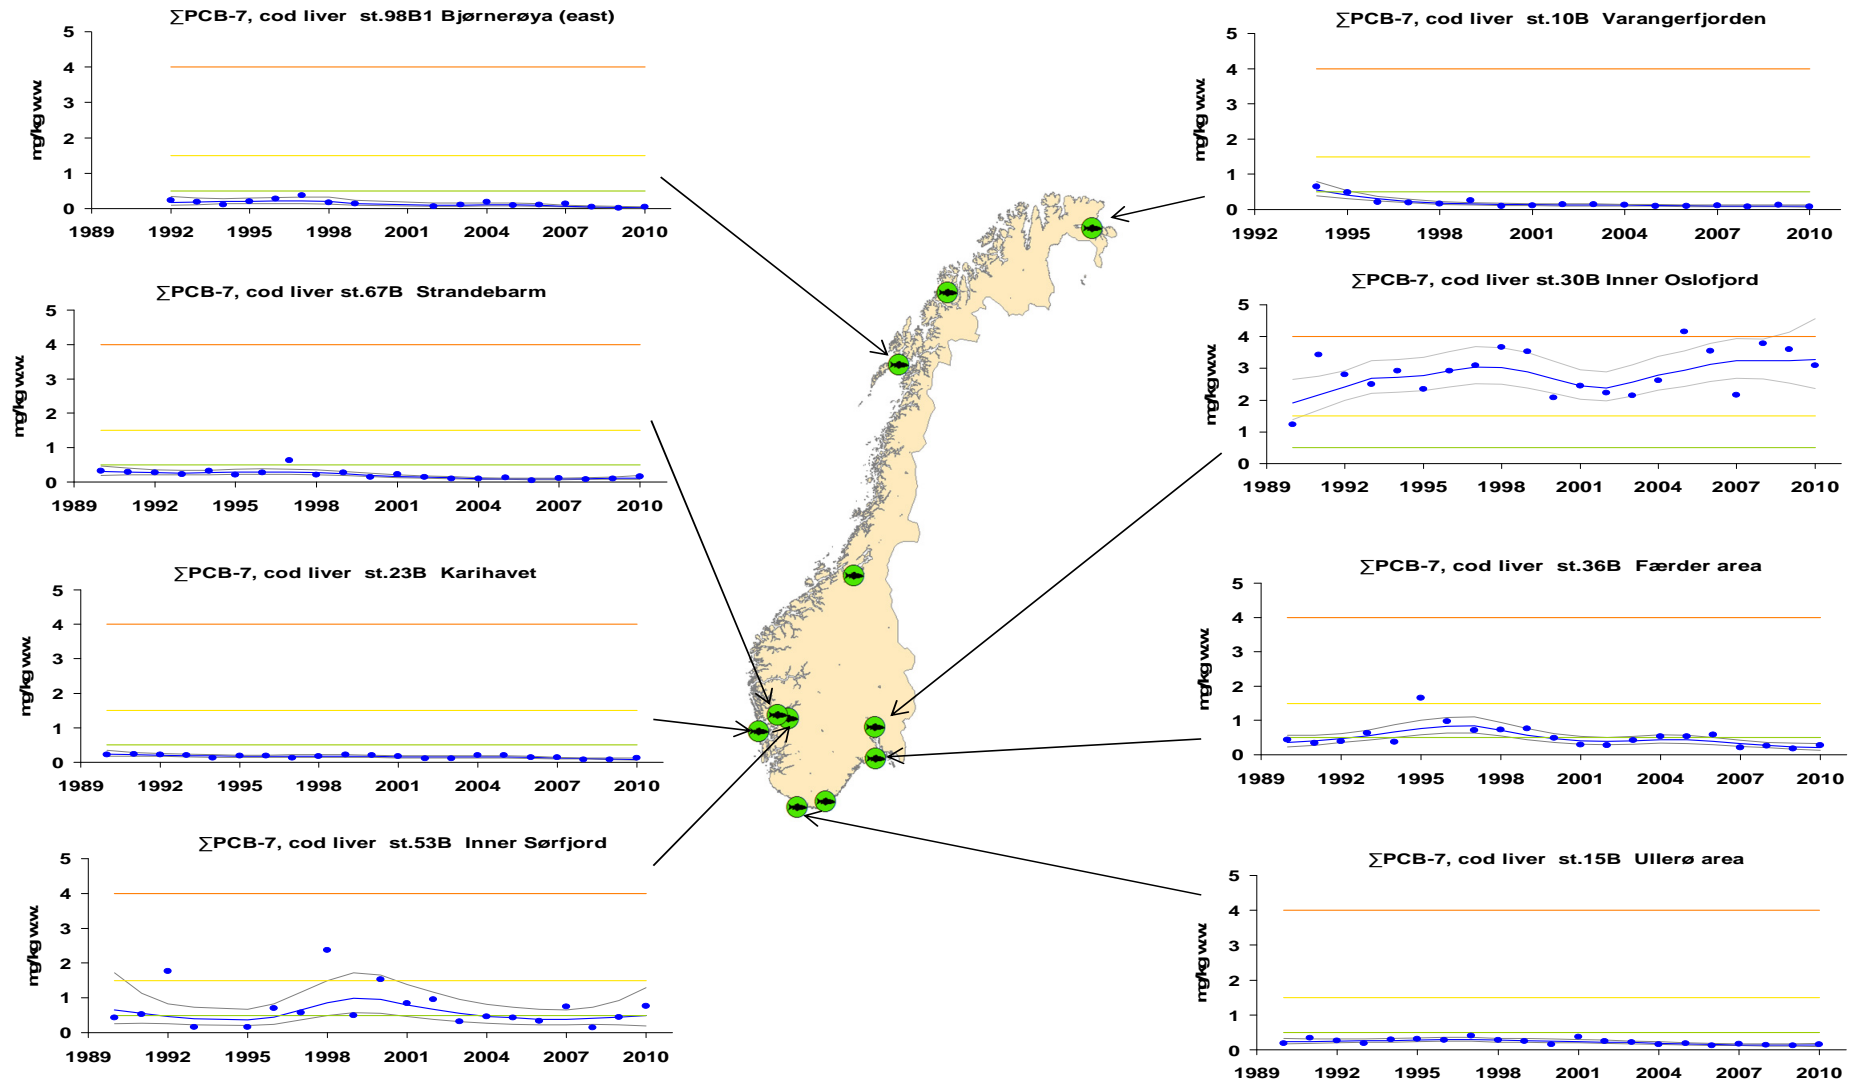 ∑PCB-7, cod liver st.98B1 Bjørnerøya (east)
mg/kg w.w.
5
4
3
2
1
0
1989 1992 1995 1998 2001 2004 2007 2010
∑PCB-7, cod liver st.10B Varangerfjorden
mg/kg w.w.
5
4
3
2
1
0
1992 1995 1998 2001 2004 2007 2010
∑PCB-7, cod liver st.67B Strandebarm
mg/kg w.w.
5
4
3
2
1
0
1989 1992 1995 1998 2001 2004 2007 2010
∑PCB-7, cod liver st.30B Inner Oslofjord
mg/kg w.w.
5
4
3
2
1
0
1989 1992 1995 1998 2001 2004 2007 2010
∑PCB-7, cod liver st.23B Karihavet
mg/kg w.w.
5
4
3
2
1
0
1989 1992 1995 1998 2001 2004 2007 2010
∑PCB-7, cod liver st.36B Færder area
mg/kg w.w.
5
4
3
2
1
0
1989 1992 1995 1998 2001 2004 2007 2010
∑PCB-7, cod liver st.53B Inner Sørfjord
mg/kg w.w.
5
4
3
2
1
0
1989 1992 1995 1998 2001 2004 2007 2010
∑PCB-7, cod liver st.15B Ullerø area
mg/kg w.w.
5
4
3
2
1
0
1989 1992 1995 1998 2001 2004 2007 2010